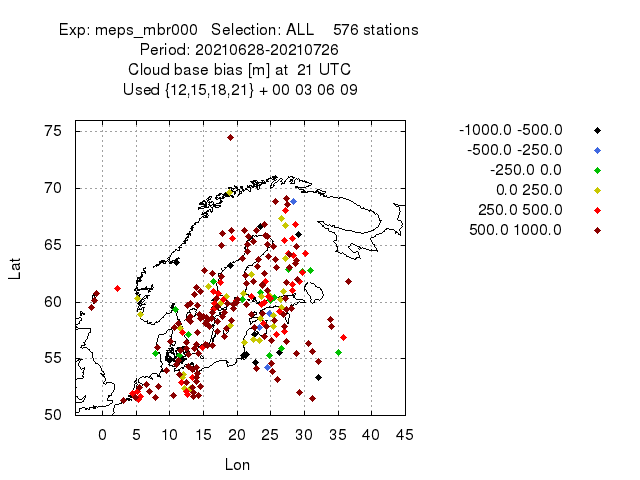 Exp: meps_mbr000   Selection: ALL    576 stations
Period: 20210628-20210726
Cloud base bias [m] at  21 UTC
Used {12,15,18,21} + 00 03 06 09
-1000.0 -500.0
-500.0 -250.0
-250.0 0.0
0.0 250.0
250.0 500.0
500.0 1000.0
75
70
65
60
55
50
Lat
0 5 10 15 20 25 30 35 40 45
Lon